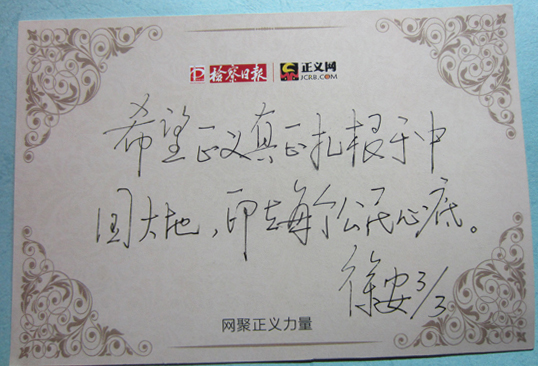 检察日报 正义网
JCRB.COM
希望正义真正扎根于中
国大地,印在每个公民心底。
徐安 3/3
网聚正义力量